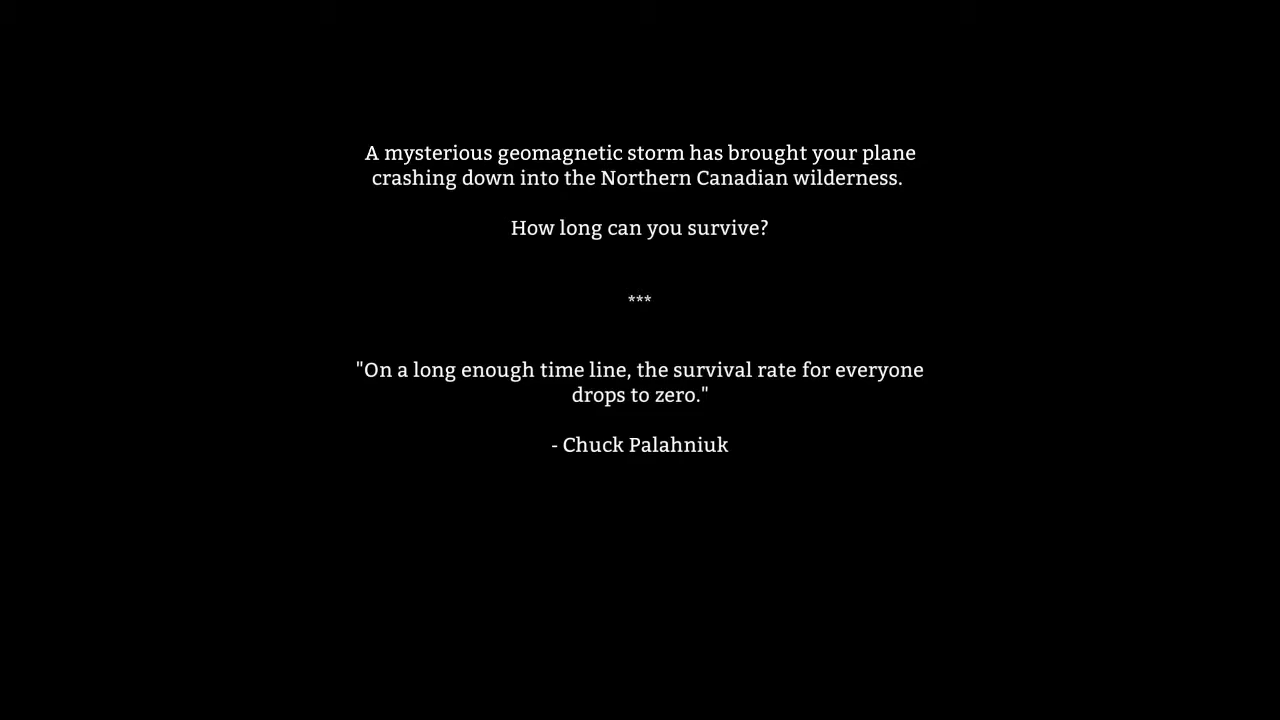 A mysterious geomagnetic storm has brought your plane
crashing down into the Northern Canadian wilderness.
How long can you survive?
***
"On a long enough time line, the survival rate for everyone
drops to zero."
- Chuck Palahniuk